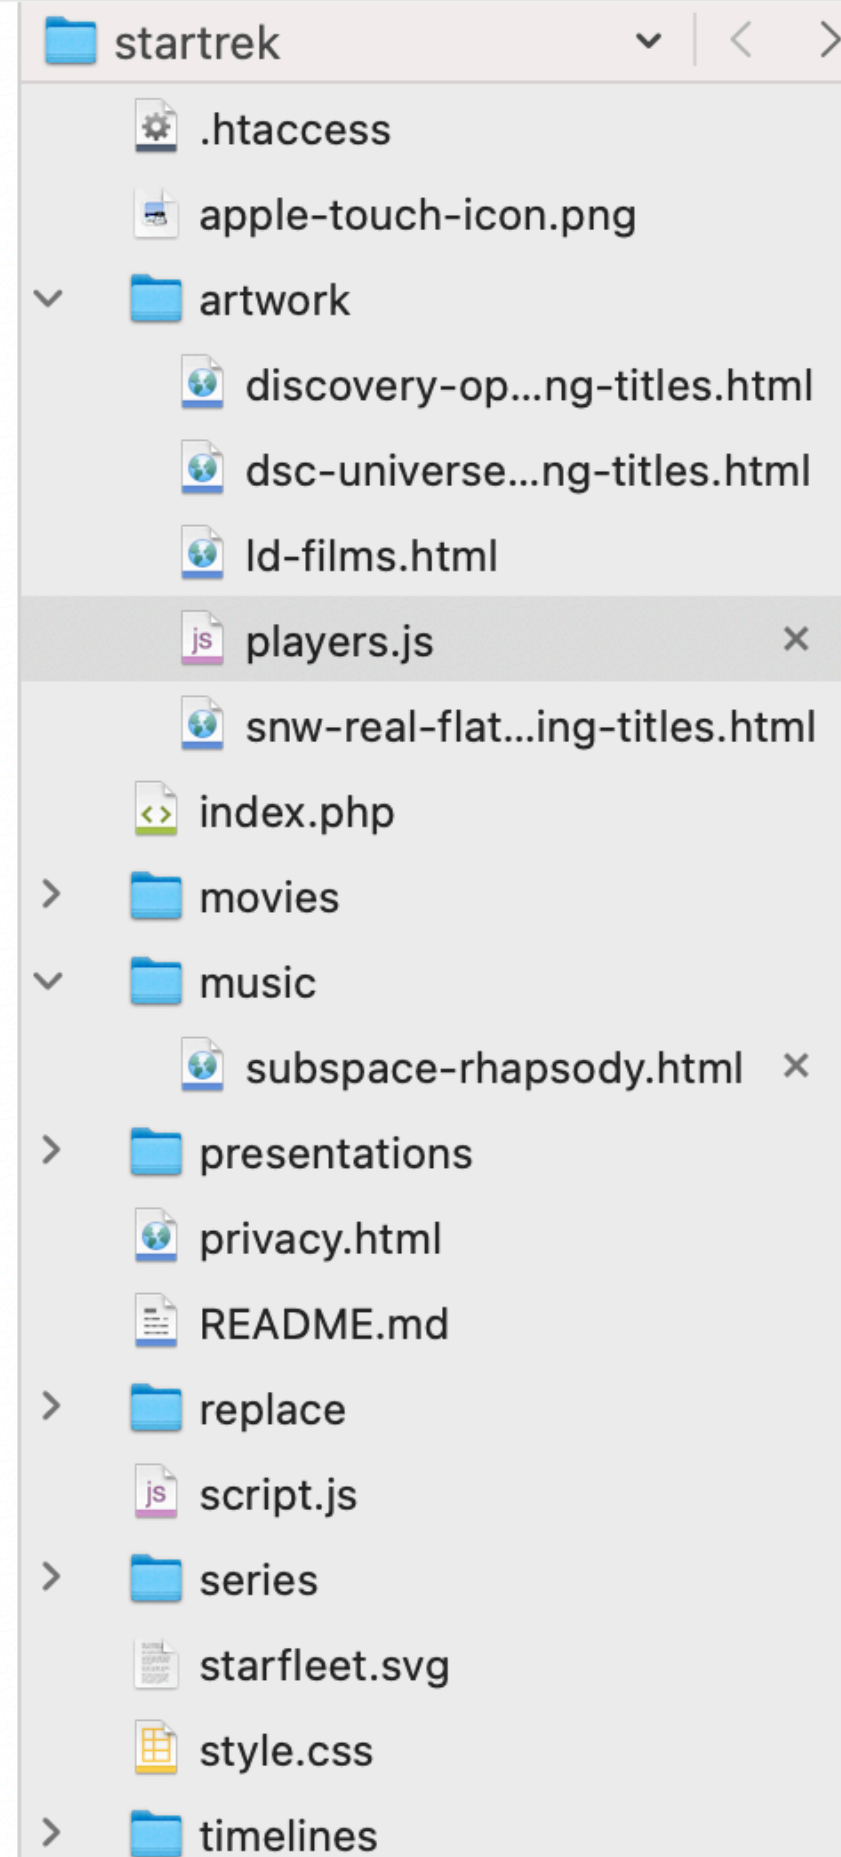 startrek
.htaccess
apple-touch-icon.png
artwork
discovery-op...ng-titles.html
dsc-universe...ng-titles.html
ld-films.html
js players.js
snw-real-flat...ing-titles.html
index.php
movies
music
subspace-rhapsody.html
presentations
privacy.html
README.md
replace
js script.js
series
starfleet.svg
style.css
timelines